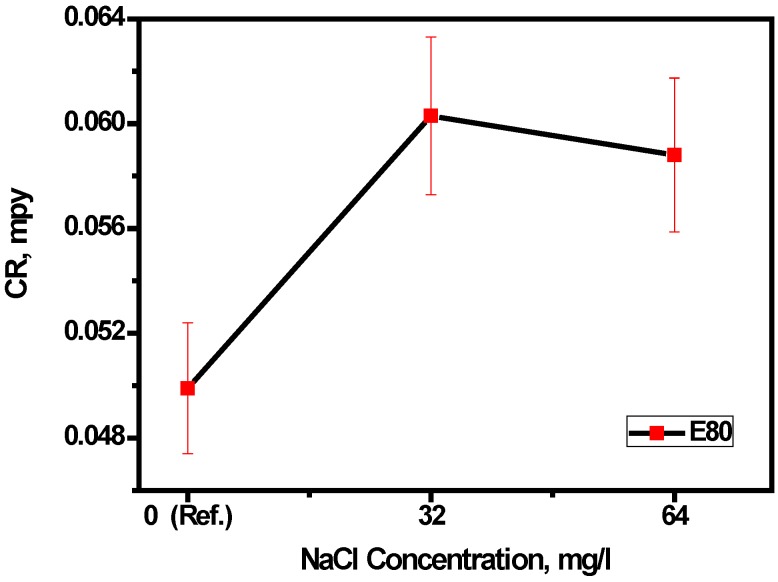 0.064
0.060
0.056
0.052
0.048
CR, mpy
E80
0 (Ref.) 32 64
NaCl Concentration, mg/l